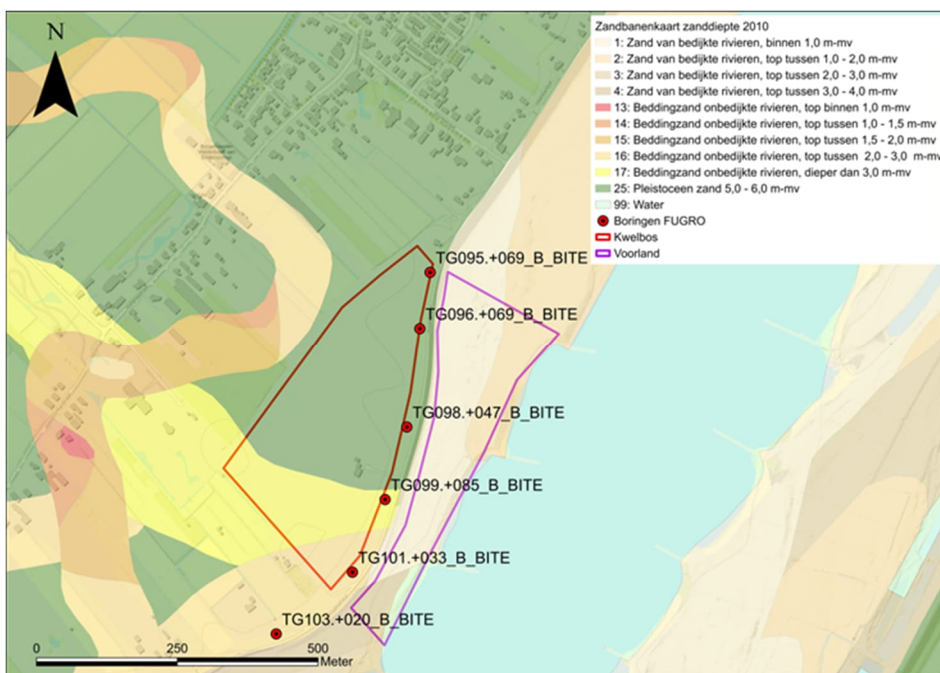 N
Zandbanenkaart zanddiepte 2010
1: Zand van bedijkte rivieren, binnen 1,0 m-mv
2: Zand van bedijkte rivieren, top tussen 1,0 - 2,0 m-mv
3: Zand van bedijkte rivieren, top tussen 2,0 - 3,0 m-mv
4: Zand van bedijkte rivieren, top tussen 3,0 - 4,0 m-mv
13: Beddingzand onbedijkte rivieren, top binnen 1,0 m-mv
14: Beddingzand onbedijkte rivieren, top tussen 1,0 - 1,5 m-mv
15: Beddingzand onbedijkte rivieren, top tussen 1,5 - 2,0 m-mv
16: Beddingzand onbedijkte rivieren, top tussen 2,0 - 3,0 m-mv
17: Beddingzand onbedijkte rivieren, dieper dan 3,0 m-mv
25: Pleistoceen zand 5,0 - 6,0 m-mv
99: Water
Boringen FUGRO
Kwelbos
Voorland
TG095.+069_B_BITE
TG096.+069_B_BITE
TG098.+047_B_BITE
TG099.+085_B_BITE
TG101.+033_B_BITE
TG103.+020_B_BITE
0 250 500
Meter